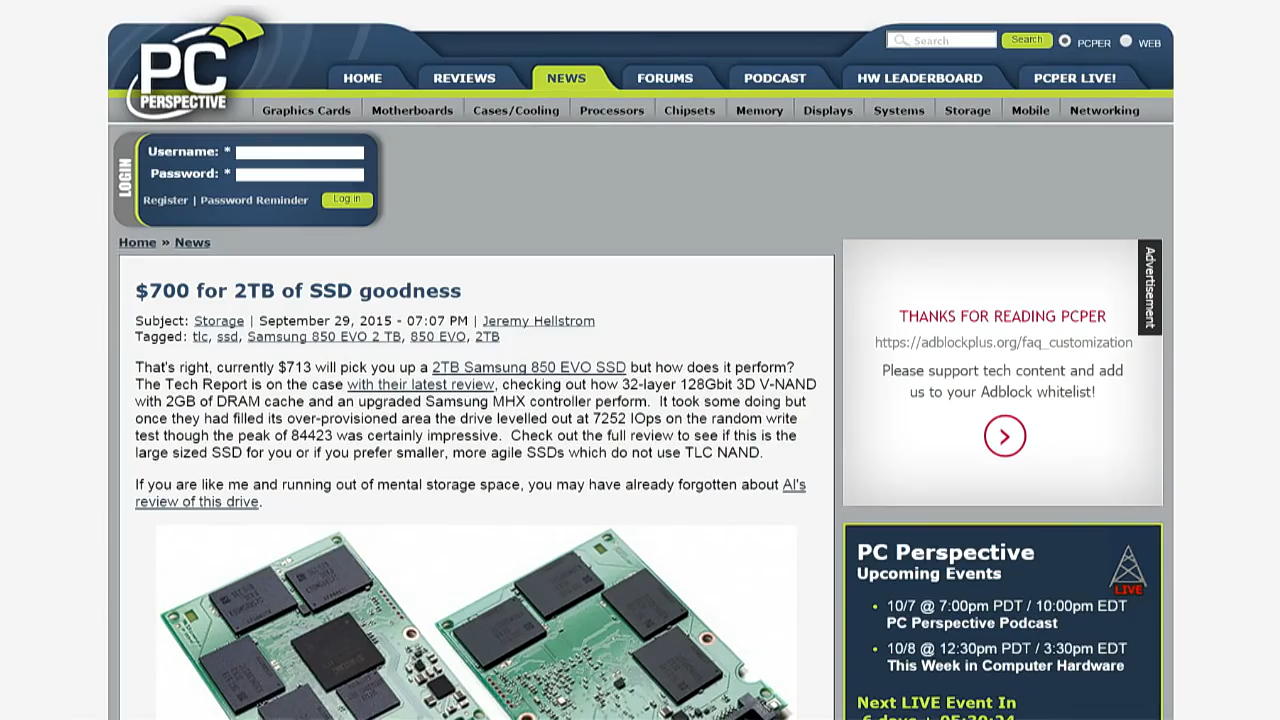 PC PERSPECTIVE
Search Search PCPER WEB
HOME REVIEWS NEWS FORUMS PODCAST HW LEADERBOARD PCPER LIVE!
Graphics Cards Motherboards Cases/Cooling Processors Chipsets Memory Displays Systems Storage Mobile Networking
LOGIN
Username: *
Password: *
Register | Password Reminder Log in
Home » News
$700 for 2TB of SSD goodness
Subject: Storage | September 29, 2015 - 07:07 PM | Jeremy Hellstrom
Tagged: tlc, ssd, Samsung 850 EVO 2 TB, 850 EVO, 2TB
That's right, currently $713 will pick you up a 2TB Samsung 850 EVO SSD but how does it perform?
The Tech Report is on the case with their latest review, checking out how 32-layer 128Gbit 3D V-NAND
with 2GB of DRAM cache and an upgraded Samsung MHX controller perform.  It took some doing but
once they had filled its over-provisioned area the drive levelled out at 7252 IOps on the random write
test though the peak of 84423 was certainly impressive.  Check out the full review to see if this is the
large sized SSD for you or if you prefer smaller, more agile SSDs which do not use TLC NAND.
If you are like me and running out of mental storage space, you may have already forgotten about Al's
review of this drive.
Advertisement
THANKS FOR READING PCPER
https://adblockplus.org/faq_customization
Please support tech content and add
us to your Adblock whitelist!
PC Perspective
Upcoming Events
LIVE
• 10/7 @ 7:00pm PDT / 10:00pm EDT
PC Perspective Podcast
• 10/8 @ 12:30pm PDT / 3:30pm EDT
This Week in Computer Hardware
Next LIVE Event In